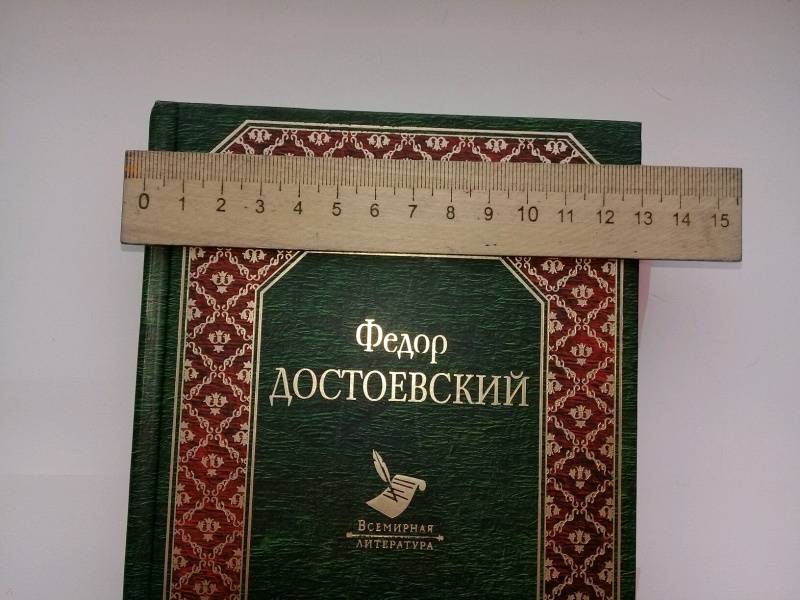 0 1 2 3 4 5 6 7 8 9 10 11 12 13 14 15
Федор
ДОСТОЕВСКИЙ
ВСЕМИРНАЯ
ЛИТЕРАТУРА